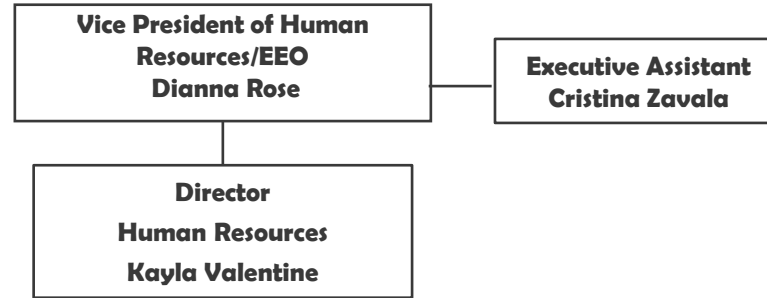 Vice President of Human
Resources/EEO
Dianna Rose
Executive Assistant
Cristina Zavala
Director
Human Resources
Kayla Valentine